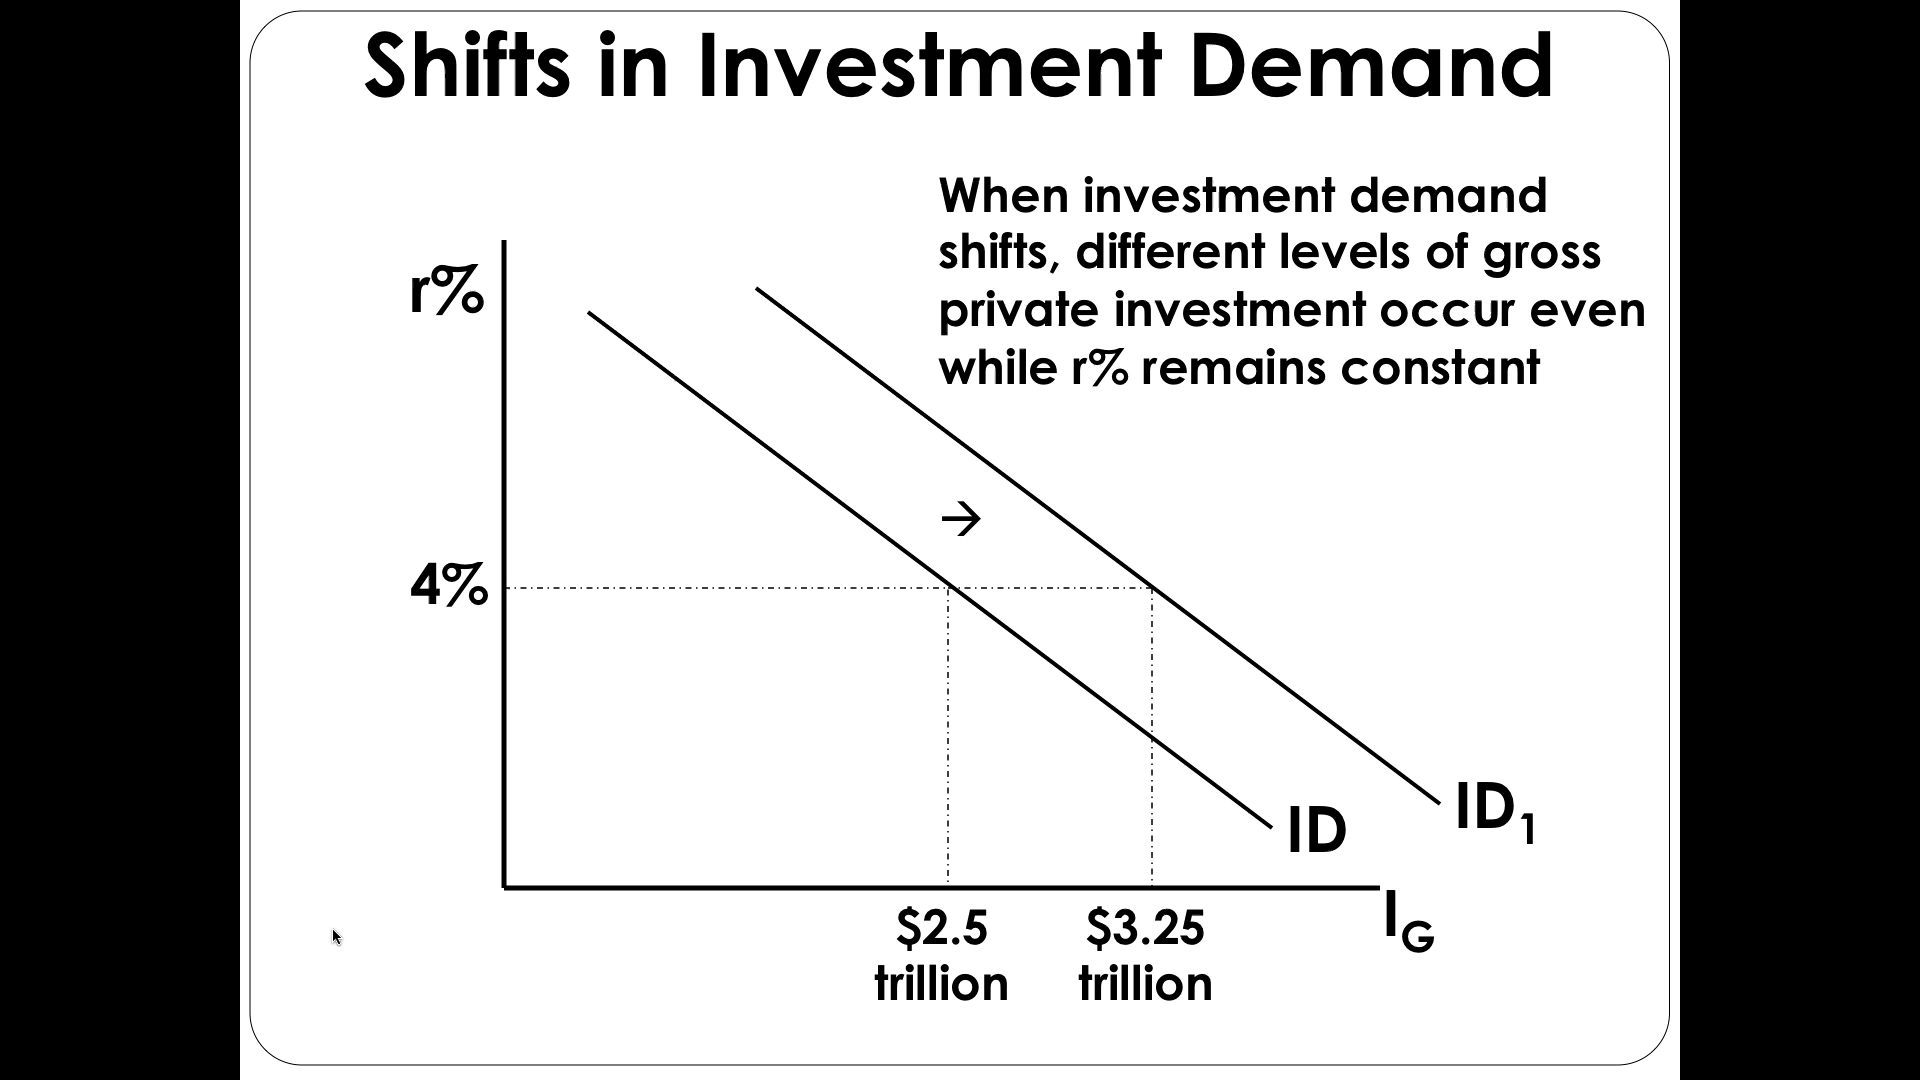 Shifts in Investment Demand
When investment demand
shifts, different levels of gross
private investment occur even
while r% remains constant
r%
→
4%
ID
ID₁
I_G
$2.5
trillion
$3.25
trillion